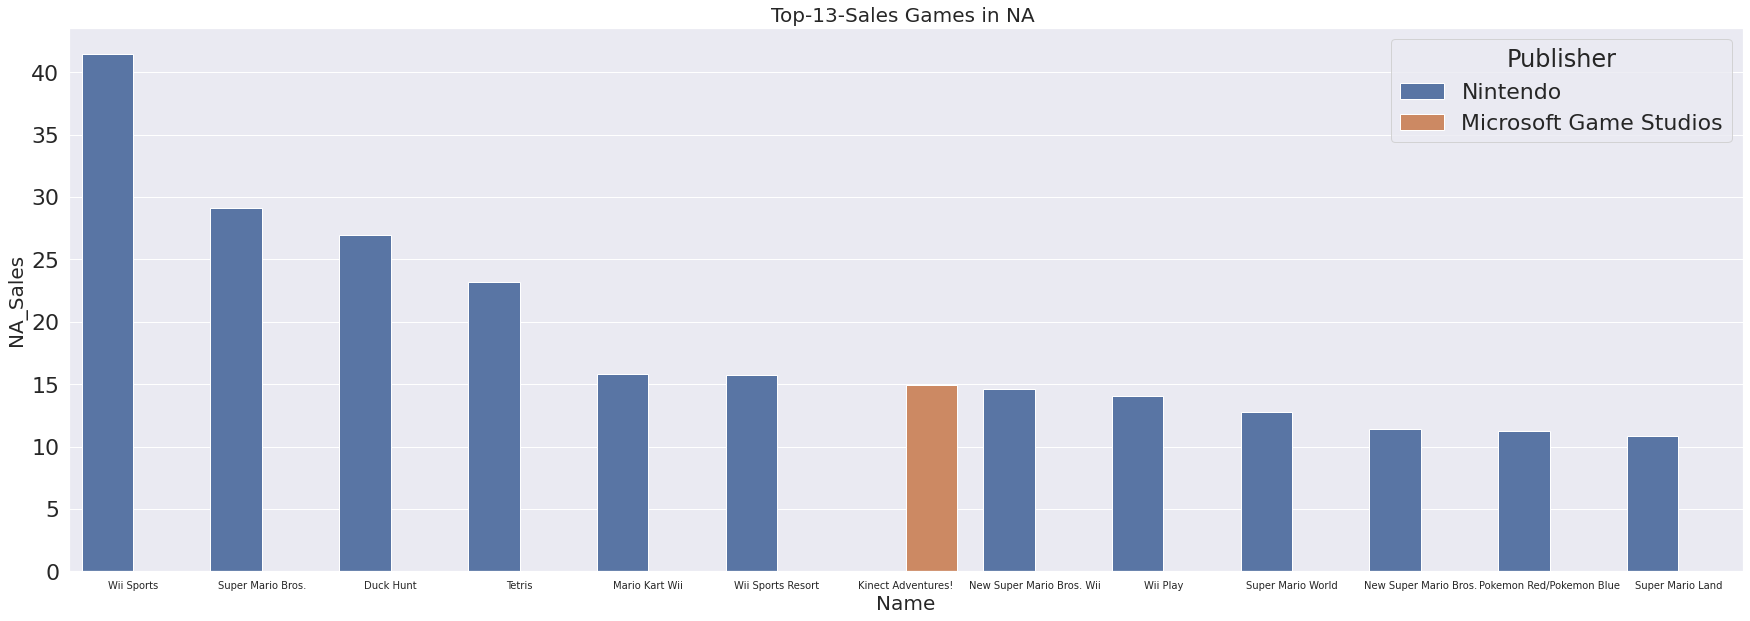 Top-13-Sales Games in NA
Publisher
Nintendo
Microsoft Game Studios
NA_Sales
40
35
30
25
20
15
10
5
0
Wii Sports
Super Mario Bros.
Duck Hunt
Tetris
Mario Kart Wii
Wii Sports Resort
Kinect Adventures!
New Super Mario Bros. Wii
Wii Play
Super Mario World
New Super Mario Bros.
Pokemon Red/Pokemon Blue
Super Mario Land
Name